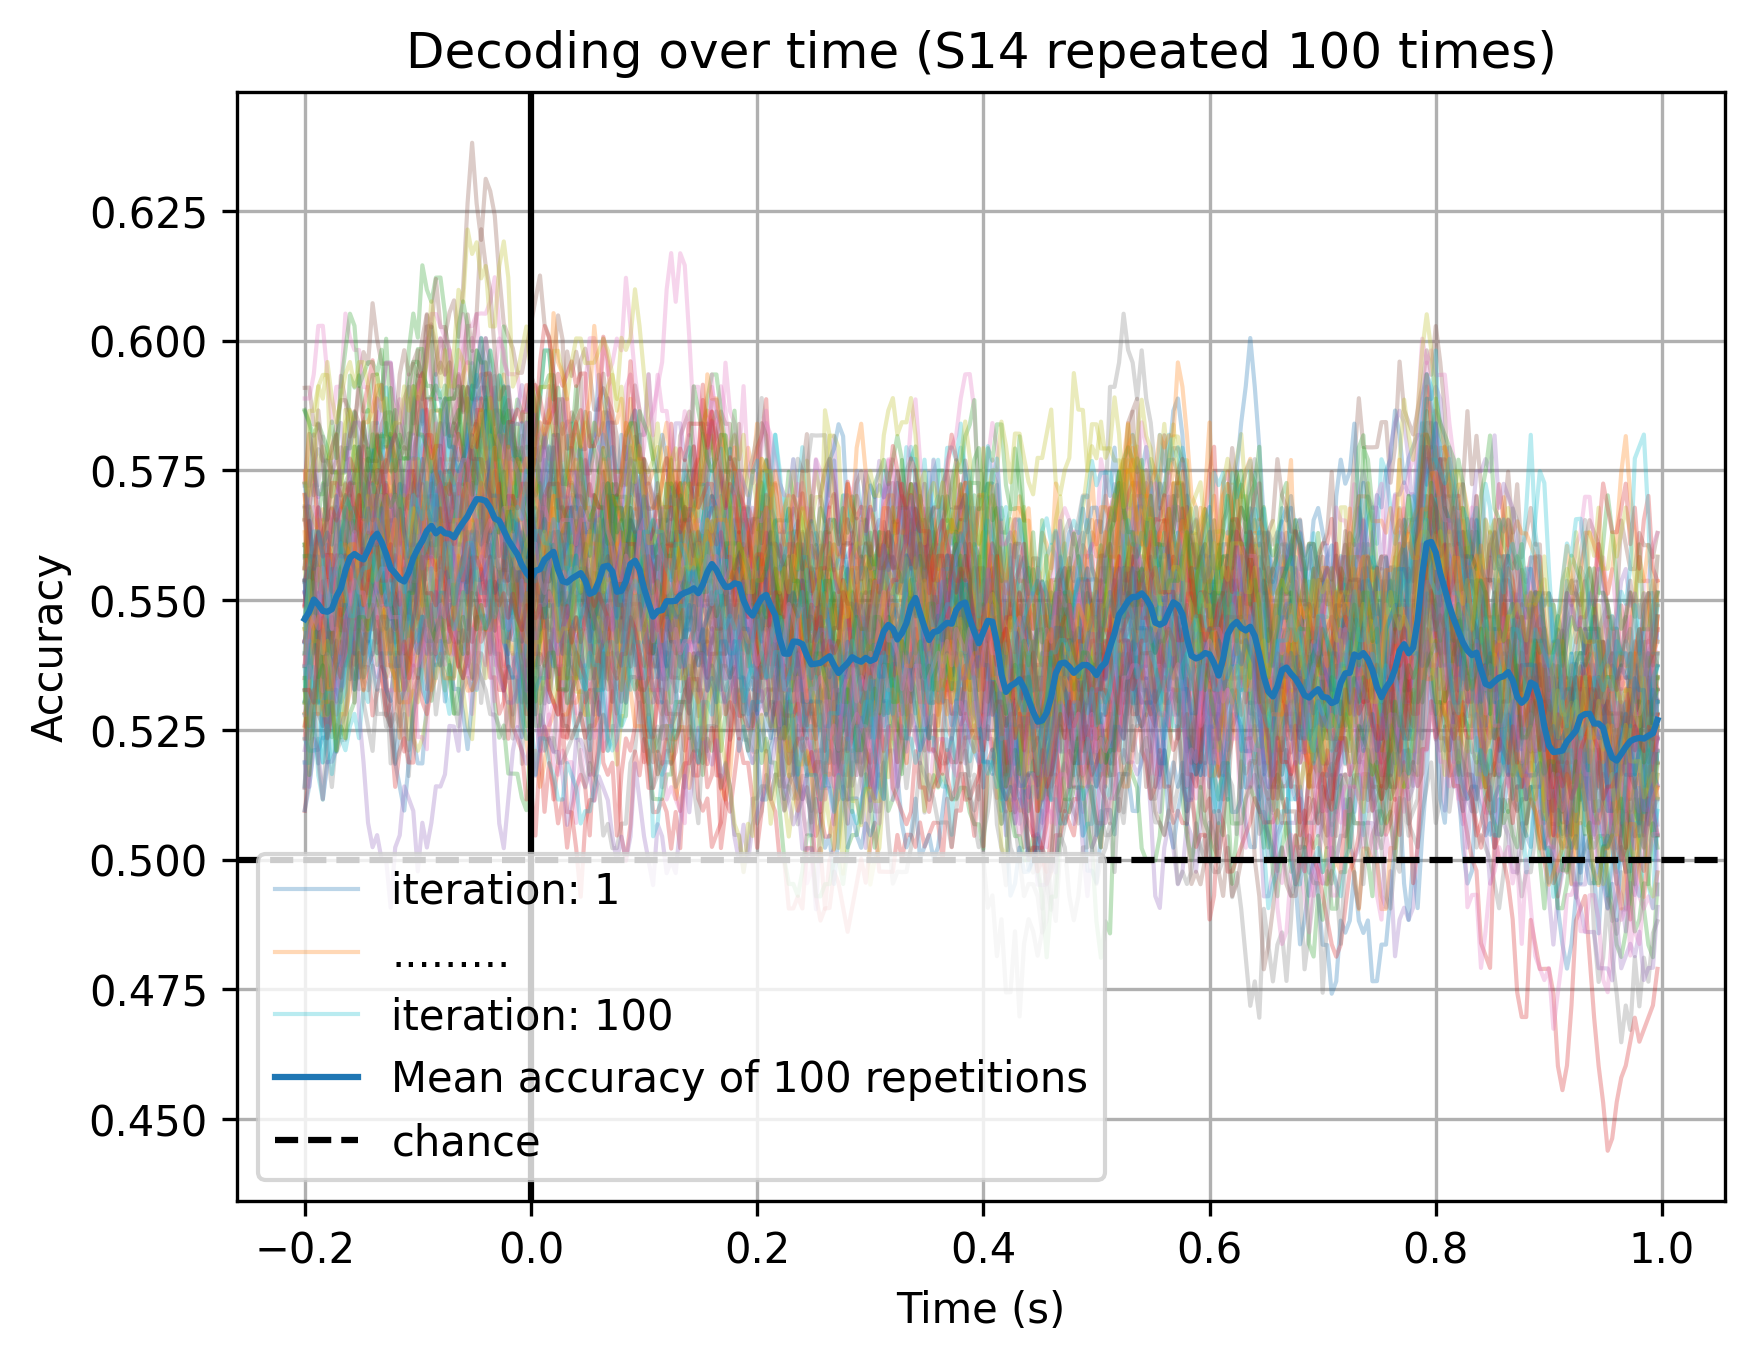 Decoding over time (S14 repeated 100 times)
Accuracy
0.625
0.600
0.575
0.550
0.525
0.500
0.475
0.450
iteration: 1
.........
iteration: 100
Mean accuracy of 100 repetitions
chance
−0.2 0.0 0.2 0.4 0.6 0.8 1.0
Time (s)